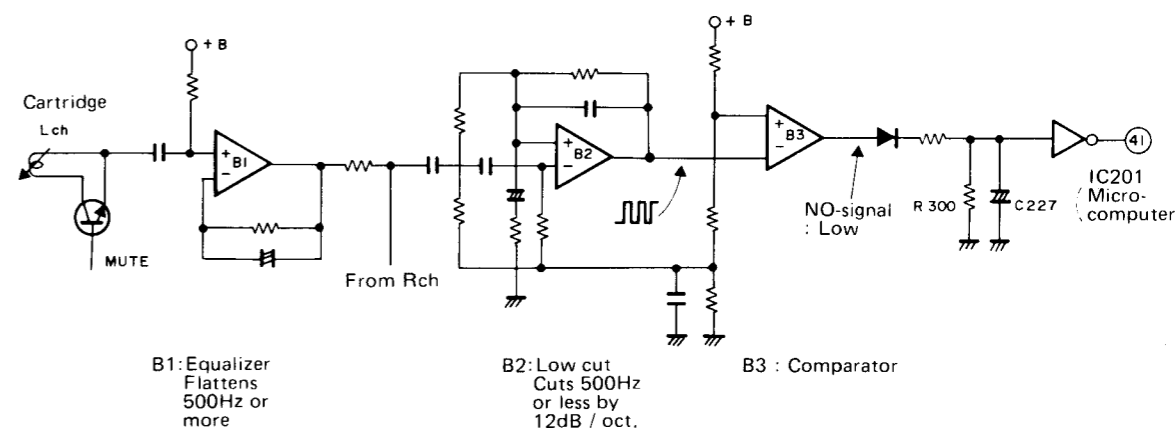 + B
+ B
Cartridge
Lch
+
B1
−
MUTE
From Rch
+
B2
−
+
B3
−
NO-signal
: Low
R 300
C227
41
IC201
( Micro-
computer
B1 : Equalizer
Flattens
500Hz or
more
B2 : Low cut
Cuts 500Hz
or less by
12dB / oct.
B3 : Comparator